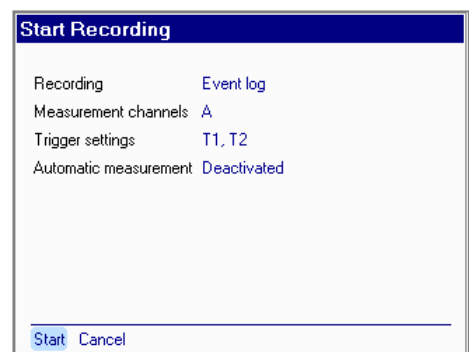 Start Recording
Recording Event log
Measurement channels A
Trigger settings T1, T2
Automatic measurement Deactivated
Start Cancel